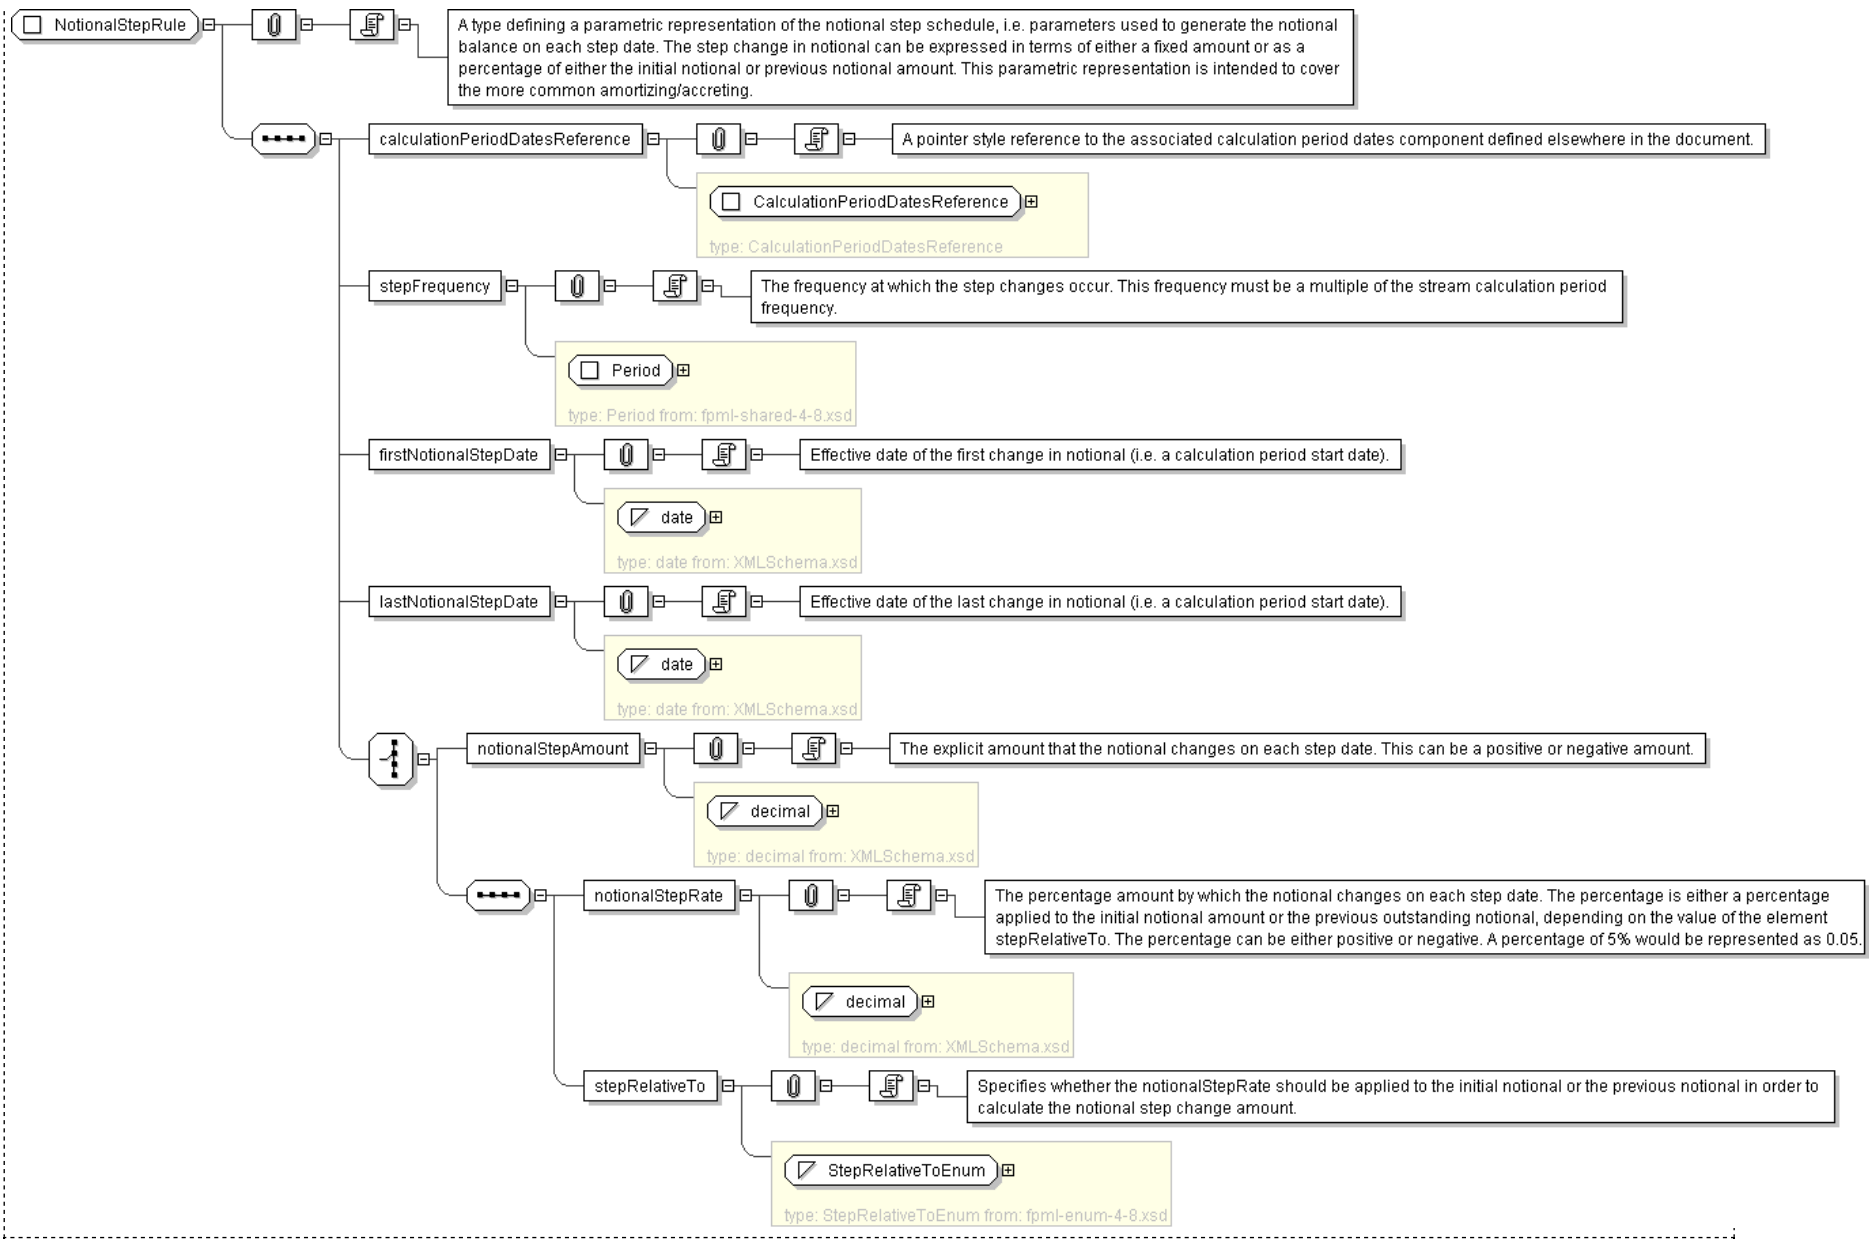 NotionalStepRule
A type defining a parametric representation of the notional step schedule, i.e. parameters used to generate the notional
balance on each step date. The step change in notional can be expressed in terms of either a fixed amount or as a
percentage of either the initial notional or previous notional amount. This parametric representation is intended to cover
the more common amortizing/accreting.
calculationPeriodDatesReference
A pointer style reference to the associated calculation period dates component defined elsewhere in the document.
CalculationPeriodDatesReference
type: CalculationPeriodDatesReference
stepFrequency
The frequency at which the step changes occur. This frequency must be a multiple of the stream calculation period
frequency.
Period
type: Period from: fpml-shared-4-8.xsd
firstNotionalStepDate
Effective date of the first change in notional (i.e. a calculation period start date).
date
type: date from: XMLSchema.xsd
lastNotionalStepDate
Effective date of the last change in notional (i.e. a calculation period start date).
date
type: date from: XMLSchema.xsd
notionalStepAmount
The explicit amount that the notional changes on each step date. This can be a positive or negative amount.
decimal
type: decimal from: XMLSchema.xsd
notionalStepRate
The percentage amount by which the notional changes on each step date. The percentage is either a percentage
applied to the initial notional amount or the previous outstanding notional, depending on the value of the element
stepRelativeTo. The percentage can be either positive or negative. A percentage of 5% would be represented as 0.05.
decimal
type: decimal from: XMLSchema.xsd
stepRelativeTo
Specifies whether the notionalStepRate should be applied to the initial notional or the previous notional in order to
calculate the notional step change amount.
StepRelativeToEnum
type: StepRelativeToEnum from: fpml-enum-4-8.xsd